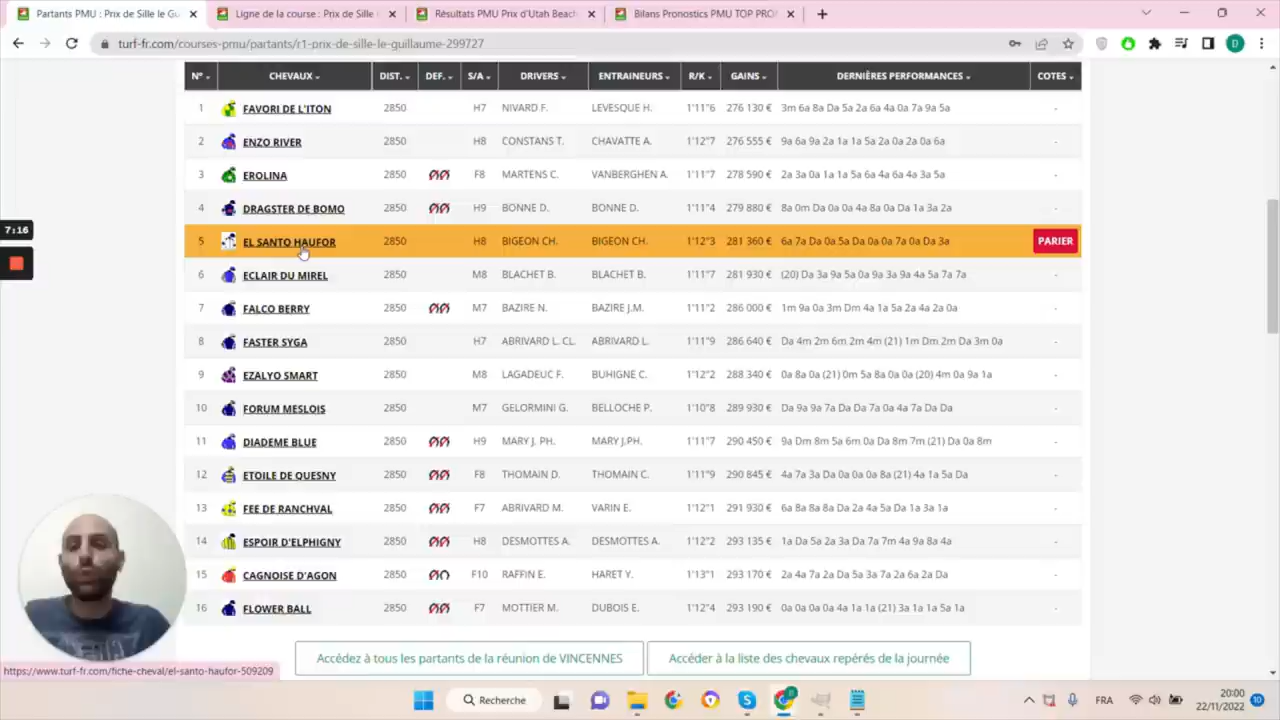 Partants PMU : Prix de Sille le Gu
Ligne de la course : Prix de Sille
Résultats PMU Prix d'Utah Beach
Bilans Pronostics PMU TOP PRO
turf-fr.com/courses-pmu/partants/r1-prix-de-sille-le-guillaume-299727
D
N° CHEVAUX DIST. DEF. S/A DRIVERS ENTRAINEURS R/K GAINS DERNIÈRES PERFORMANCES COTES
1 FAVORI DE L'ITON 2850 H7 NIVARD F. LEVESQUE H. 1'11"6 276 130 € 3m 6a 8a Da 5a 2a 6a 4a 0a 7a 9a 5a -
2 ENZO RIVER 2850 H8 CONSTANS T. CHAVATTE A. 1'12"7 276 555 € 9a 6a 9a 2a 1a 1a 5a 2a 0a 2a 0a 6a -
3 EROLINA 2850 F8 MARTENS C. VANBERGHEN A. 1'11"7 278 590 € 2a 3a 0a 1a 1a 5a 6a 4a 6a 4a 3a 5a -
4 DRAGSTER DE BOMO 2850 H9 BONNE D. BONNE D. 1'11"4 279 880 € 8a 0m Da 0a 0a 4a 8a 0a Da 1a 3a 2a -
7:16
5 EL SANTO HAUFOR 2850 H8 BIGEON CH. BIGEON CH. 1'12"3 281 360 € 6a 7a Da 0a 5a Da 0a 0a 7a 0a Da 3a PARIER
6 ECLAIR DU MIREL 2850 M8 BLACHET B. BLACHET B. 1'11"7 281 930 € (20) Da 3a 9a 5a 0a 9a 3a 9a 4a 5a 7a 7a -
7 FALCO BERRY 2850 M7 BAZIRE N. BAZIRE J.M. 1'11"2 286 000 € 1m 9a 0a 3m Dm 4a 1a 5a 2a 4a 2a 0a -
8 FASTER SYGA 2850 H7 ABRIVARD L. CL. ABRIVARD L. 1'11"7 286 640 € Da 4m 2m 6m 2m 4m (21) 1m Dm 2m Da 3m 0a -
9 EZALYO SMART 2850 M8 LAGADEUC F. BUHIGNE C. 1'12"2 288 340 € 0a 8a 0a (21) 0m 5a 8a 0a 0a (20) 4m 0a 9a 1a -
10 FORUM MESLOIS 2850 M7 GELORMINI G. BELLOCHE P. 1'10"8 289 930 € Da 9a 9a 7a Da Da 7a 0a 4a 7a Da Da -
11 DIADEME BLUE 2850 H9 MARY J. PH. MARY J.PH. 1'11"7 290 450 € 9a Dm 8m 5a 6m 0a Da 8m 7m (21) Da 0a 8m -
12 ETOILE DE QUESNY 2850 F8 THOMAIN D. THOMAIN C. 1'11"9 290 845 € 4a 7a 3a Da 0a 0a 0a 8a (21) 4a 1a 5a Da -
13 FEE DE RANCHVAL 2850 F7 ABRIVARD M. VARIN E. 1'12"1 291 930 € 6a 8a 8a 8a Da 2a 4a 5a Da 1a 3a 1a -
14 ESPOIR D'ELPHIGNY 2850 H8 DESMOTTES A. DESMOTTES A. 1'12"2 293 135 € 1a Da 5a 2a 3a Da 7a 7m 4a 9a 8a 4a -
15 CAGNOISE D'AGON 2850 F10 RAFFIN E. HARET Y. 1'13"1 293 170 € 2a 4a 7a 2a Da 5a 3a 7a 2a 6a 2a Da -
16 FLOWER BALL 2850 F7 MOTTIER M. DUBOIS E. 1'12"4 293 190 € 0a 0a 0a 0a 4a 1a 1a (21) 3a 1a 1a 5a 1a -
Accédez à tous les partants de la réunion de VINCENNES
Accéder à la liste des chevaux repérés de la journée
https://www.turf-fr.com/fiche-cheval/el-santo-haufor-509209
Recherche
FRA
20:00
22/11/2022
10